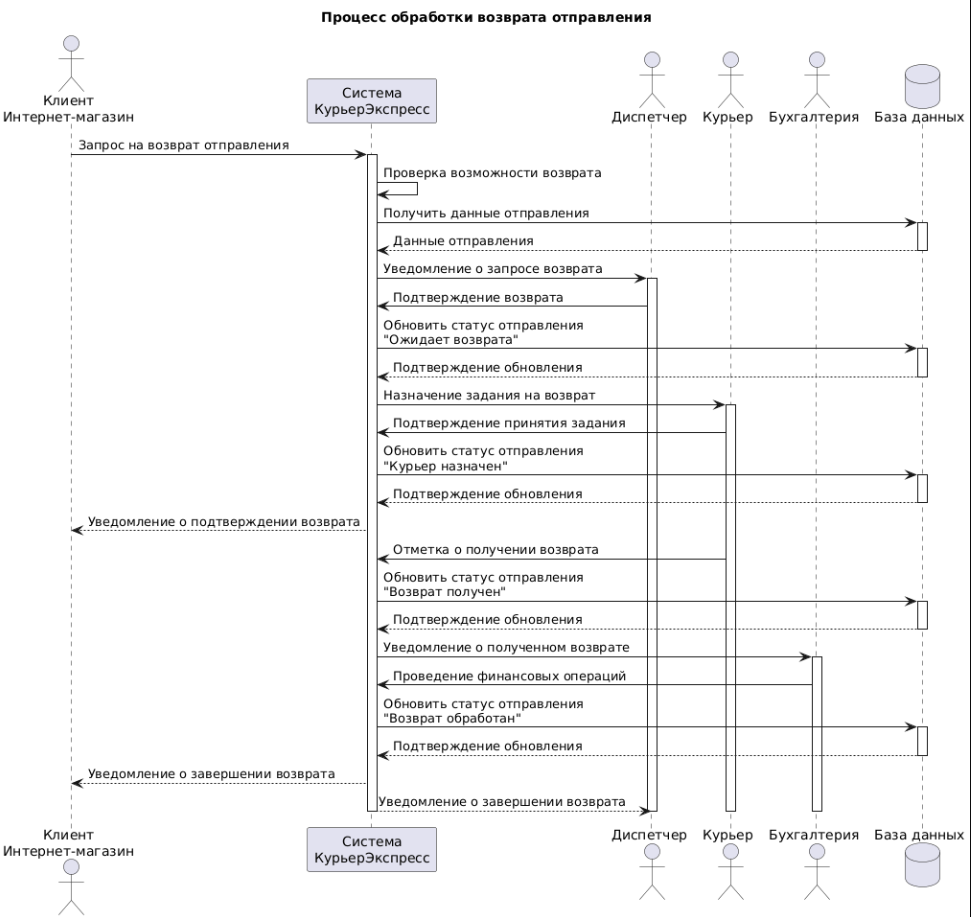 Процесс обработки возврата отправления
Клиент
Интернет-магазин
Система
КурьерЭкспресс
Диспетчер
Курьер
Бухгалтерия
База данных
Запрос на возврат отправления
Проверка возможности возврата
Получить данные отправления
Данные отправления
Уведомление о запросе возврата
Подтверждение возврата
Обновить статус отправления
"Ожидает возврата"
Подтверждение обновления
Назначение задания на возврат
Подтверждение принятия задания
Обновить статус отправления
"Курьер назначен"
Подтверждение обновления
Уведомление о подтверждении возврата
Отметка о получении возврата
Обновить статус отправления
"Возврат получен"
Подтверждение обновления
Уведомление о полученном возврате
Проведение финансовых операций
Обновить статус отправления
"Возврат обработан"
Подтверждение обновления
Уведомление о завершении возврата
Уведомление о завершении возврата
Клиент
Интернет-магазин
Система
КурьерЭкспресс
Диспетчер
Курьер
Бухгалтерия
База данных